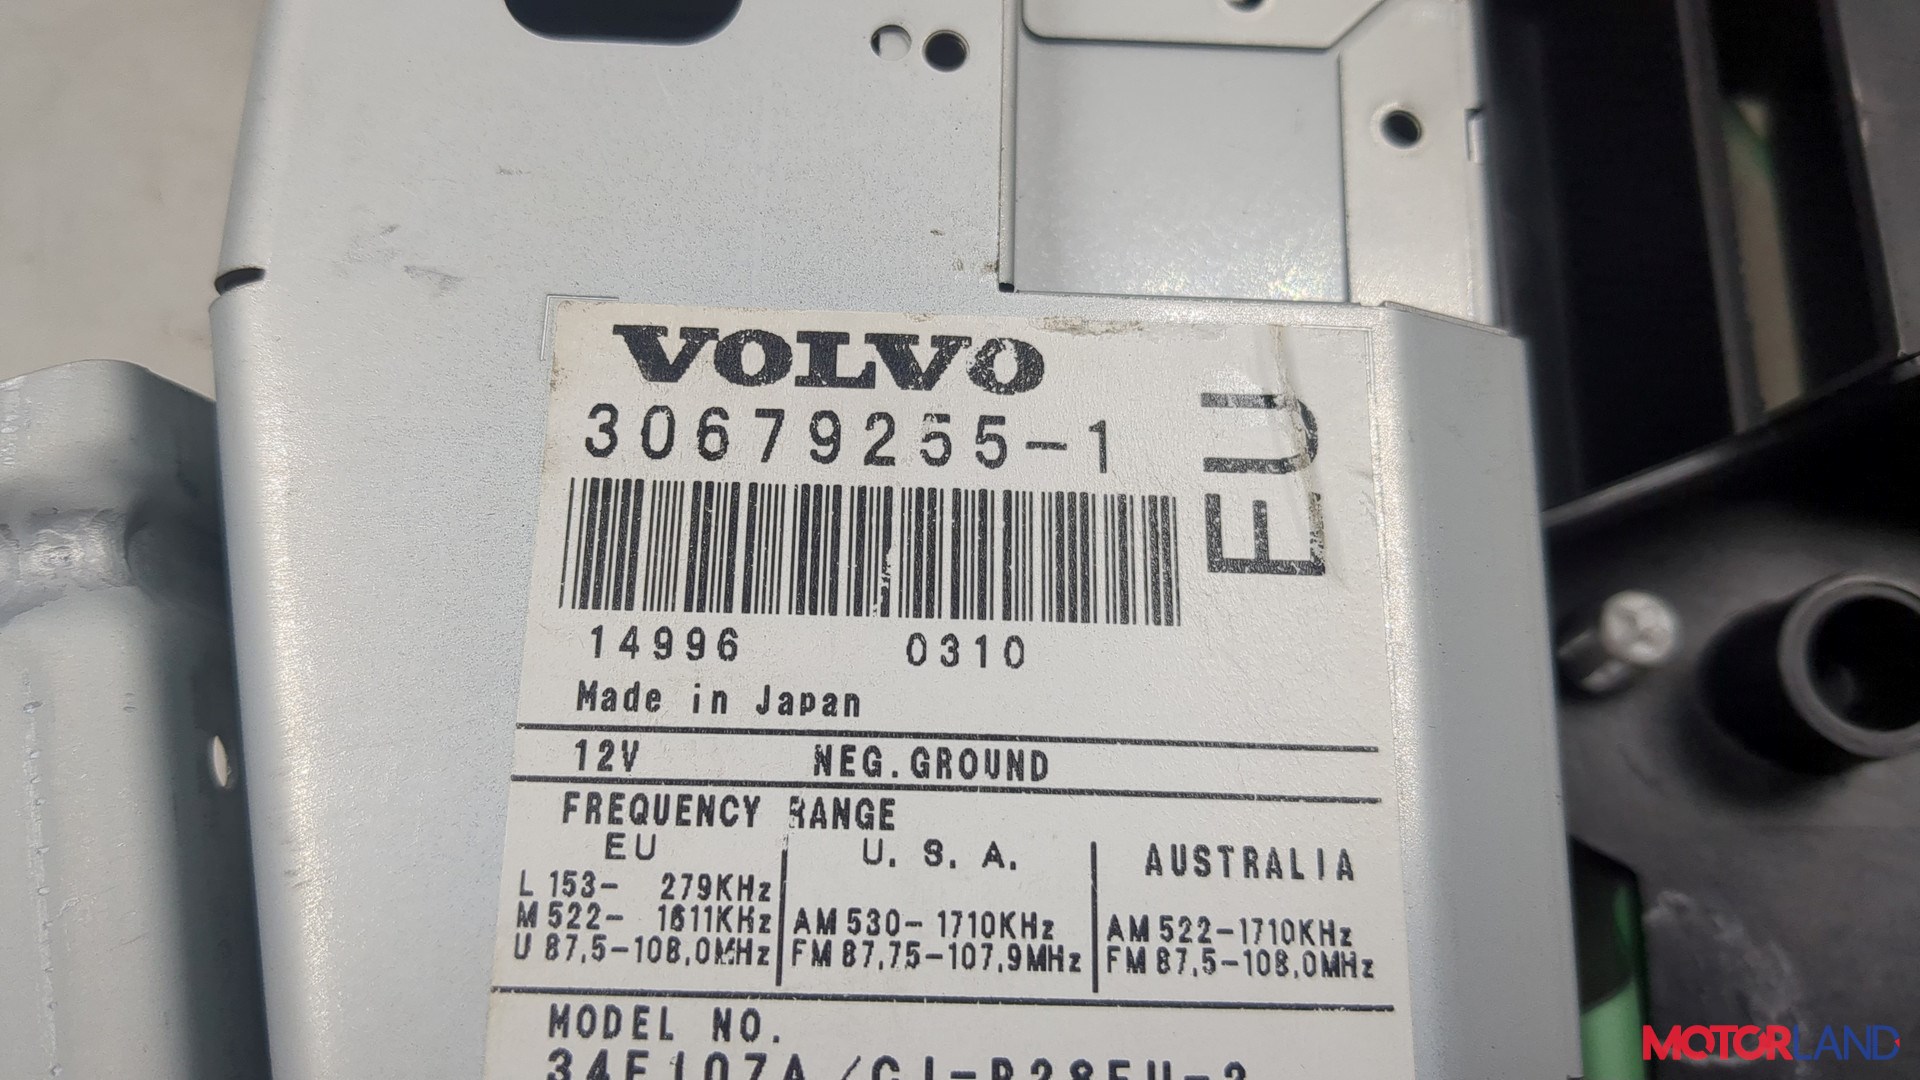 VOLVO
30679255-1
EU
14996 0310
Made in Japan
12V NEG.GROUND
FREQUENCY RANGE
EU U.S.A. AUSTRALIA
L 153- 279KHz
M 522- 1611KHz AM 530- 1710KHz AM 522-1710KHz
U 87.5-108.0MHz FM 87.75-107.9MHz FM 87.5-108.0MHz
MODEL NO.
MOTORLAND